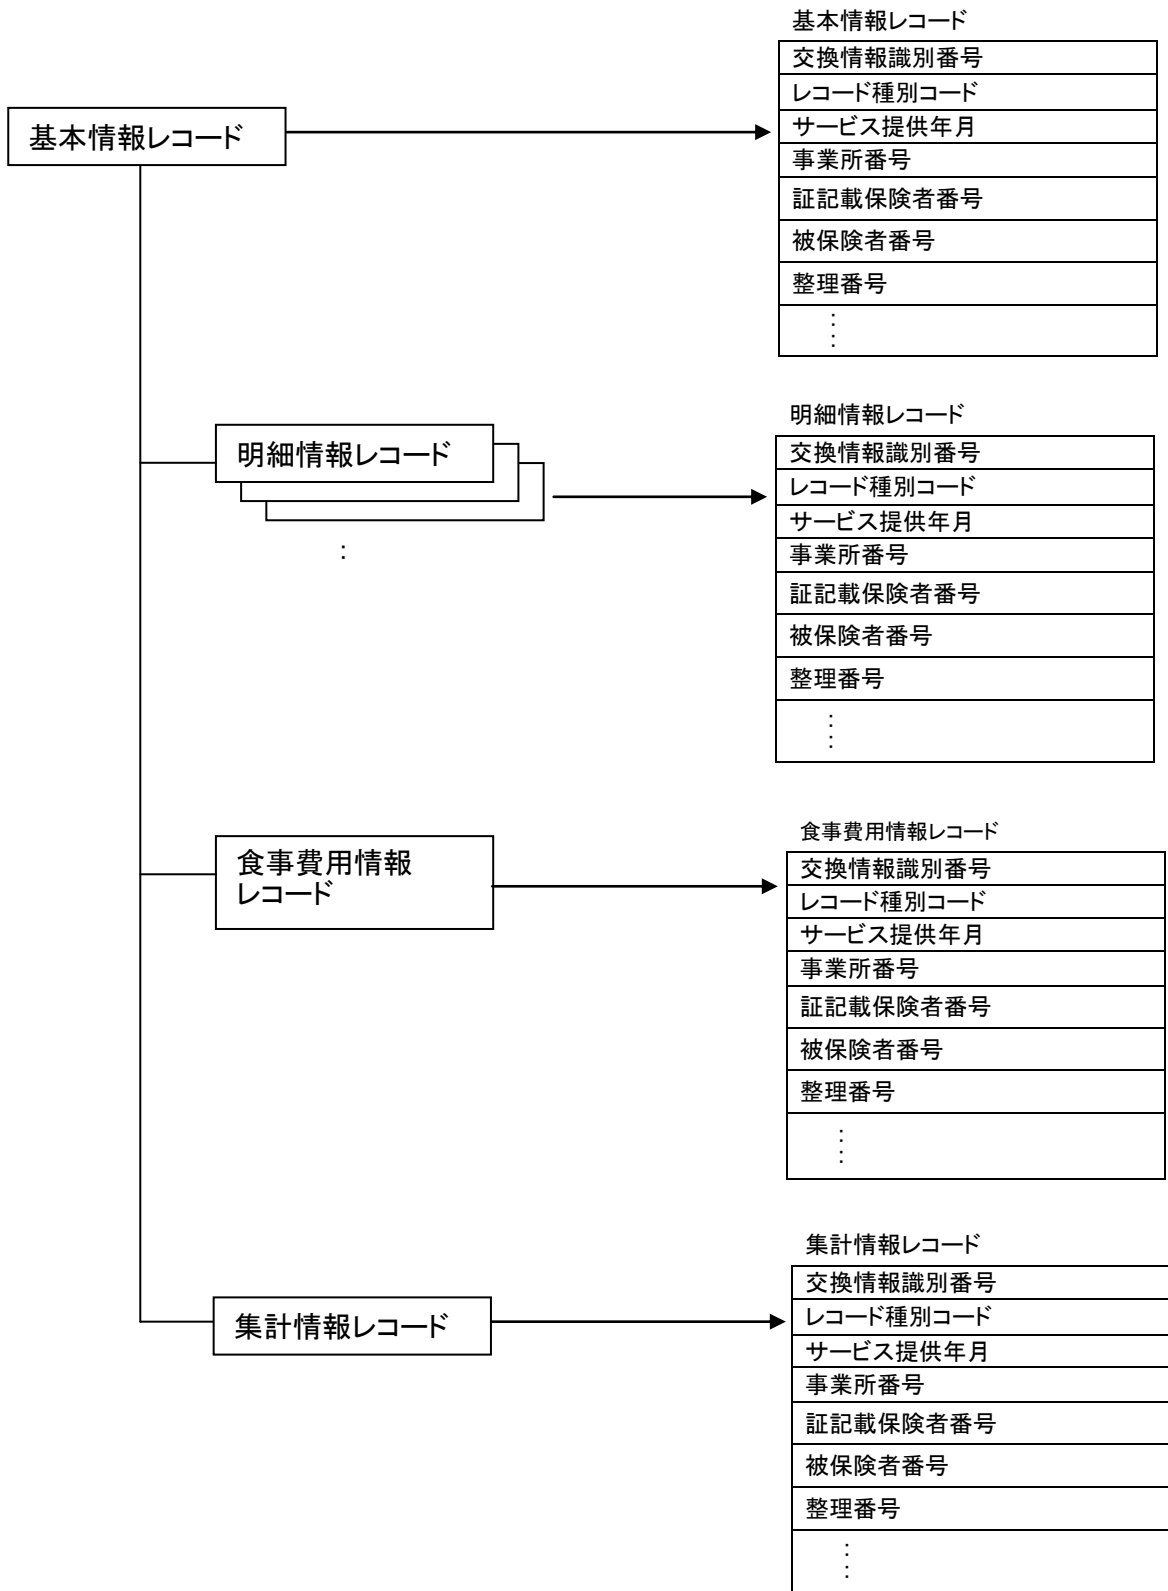 基本情報レコード
基本情報レコード
交換情報識別番号
レコード種別コード
サービス提供年月
事業所番号
証記載保険者番号
被保険者番号
整理番号
：
：
明細情報レコード
：
明細情報レコード
交換情報識別番号
レコード種別コード
サービス提供年月
事業所番号
証記載保険者番号
被保険者番号
整理番号
：
：
食事費用情報
レコード
食事費用情報レコード
交換情報識別番号
レコード種別コード
サービス提供年月
事業所番号
証記載保険者番号
被保険者番号
整理番号
：
：
集計情報レコード
集計情報レコード
交換情報識別番号
レコード種別コード
サービス提供年月
事業所番号
証記載保険者番号
被保険者番号
整理番号
：
：